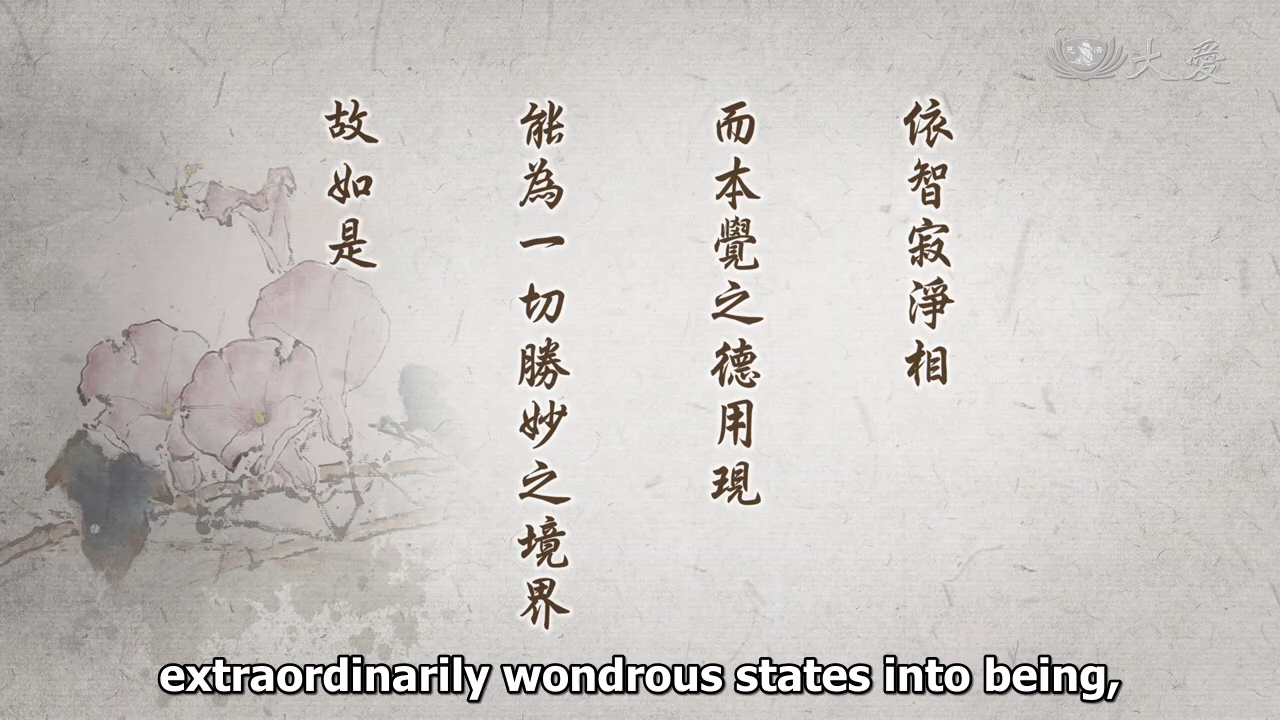 大愛
依智寂淨相
而本覺之德用現
能為一切勝妙之境界
故如是
extraordinarily wondrous states into being,